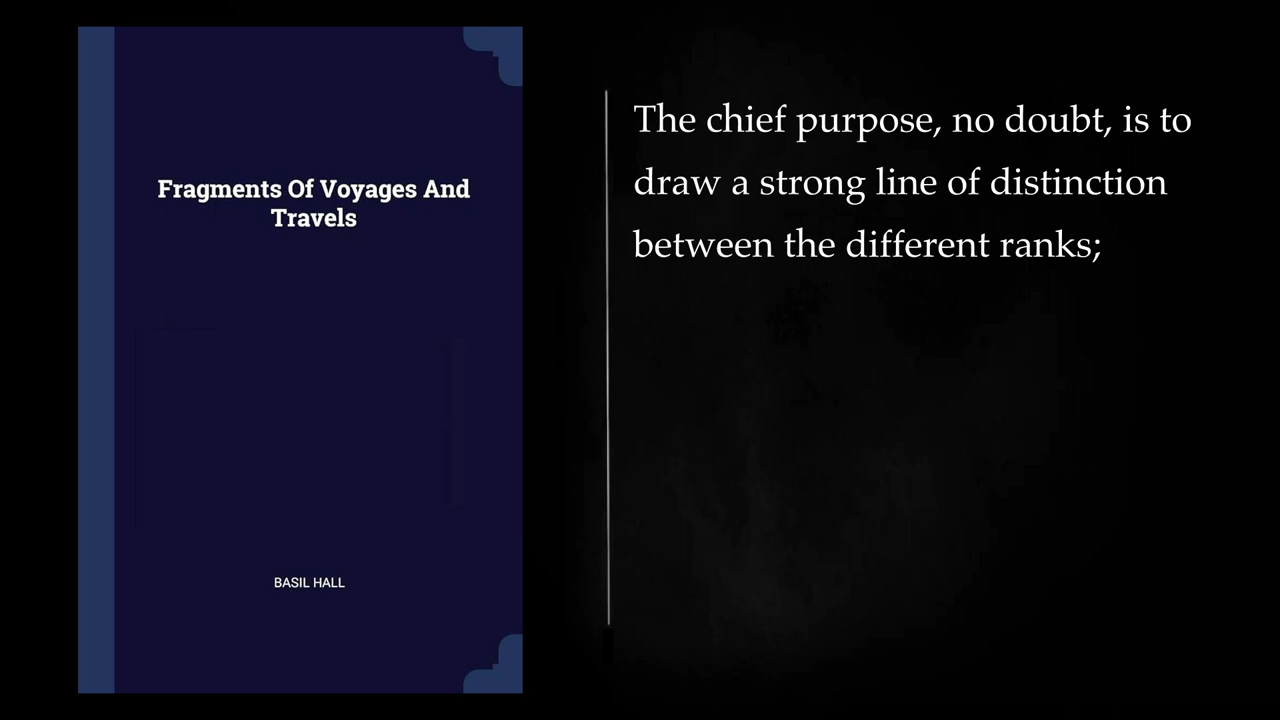 Fragments Of Voyages And
Travels
BASIL HALL
The chief purpose, no doubt, is to
draw a strong line of distinction
between the different ranks;